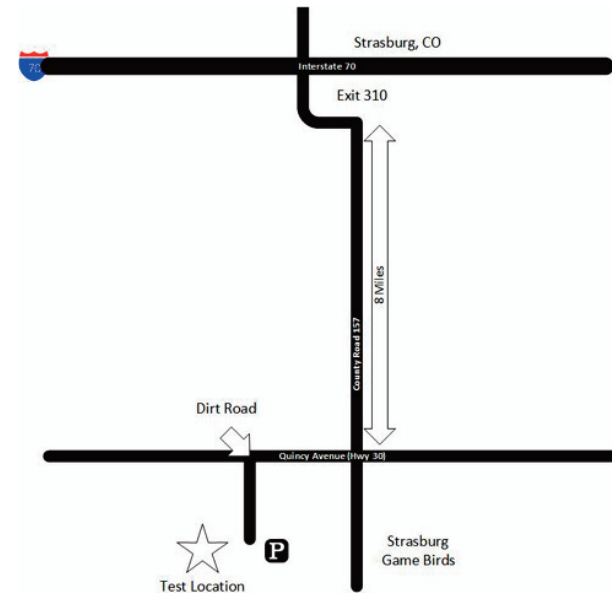 Strasburg, CO
70
Interstate 70
Exit 310
8 Miles
County Road 157
Dirt Road
Quincy Avenue (Hwy 30)
P
Strasburg
Game Birds
Test Location